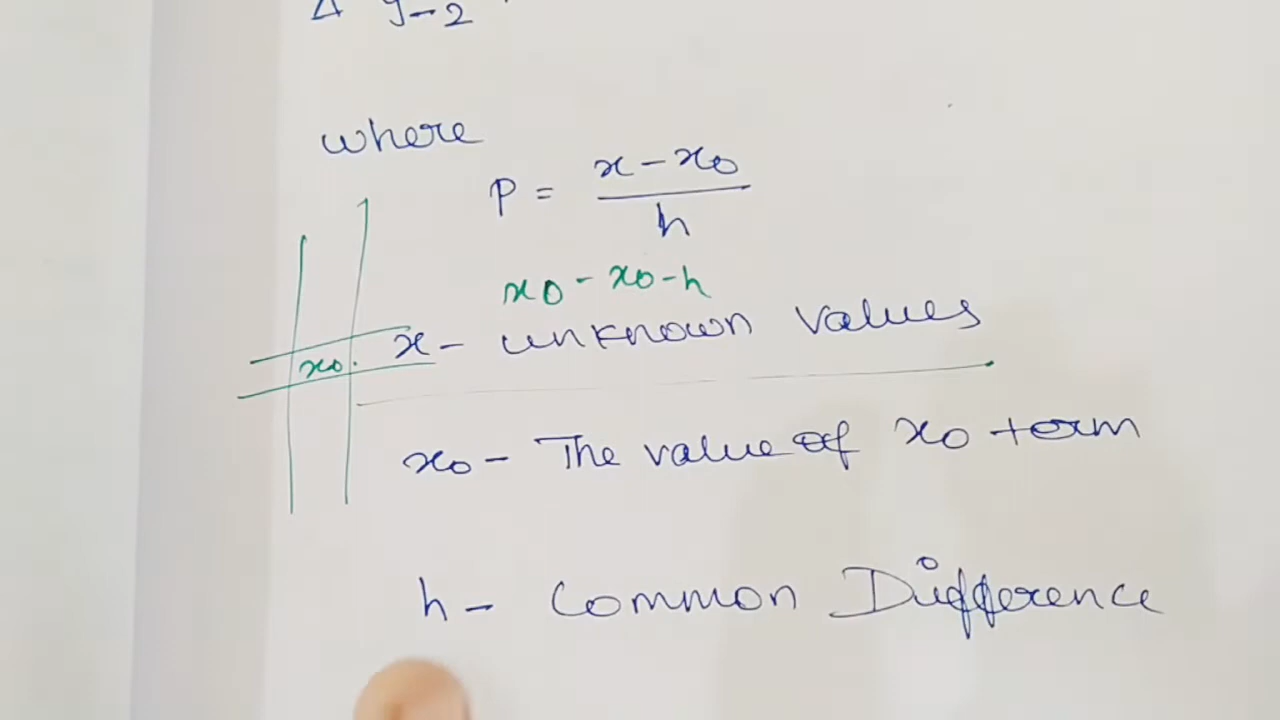 Δ y-2
where
P = x - x0 / h
x0 - x0 - h
x - unknown values
x0.
x0 - The value of x0 term
h - Common Difference